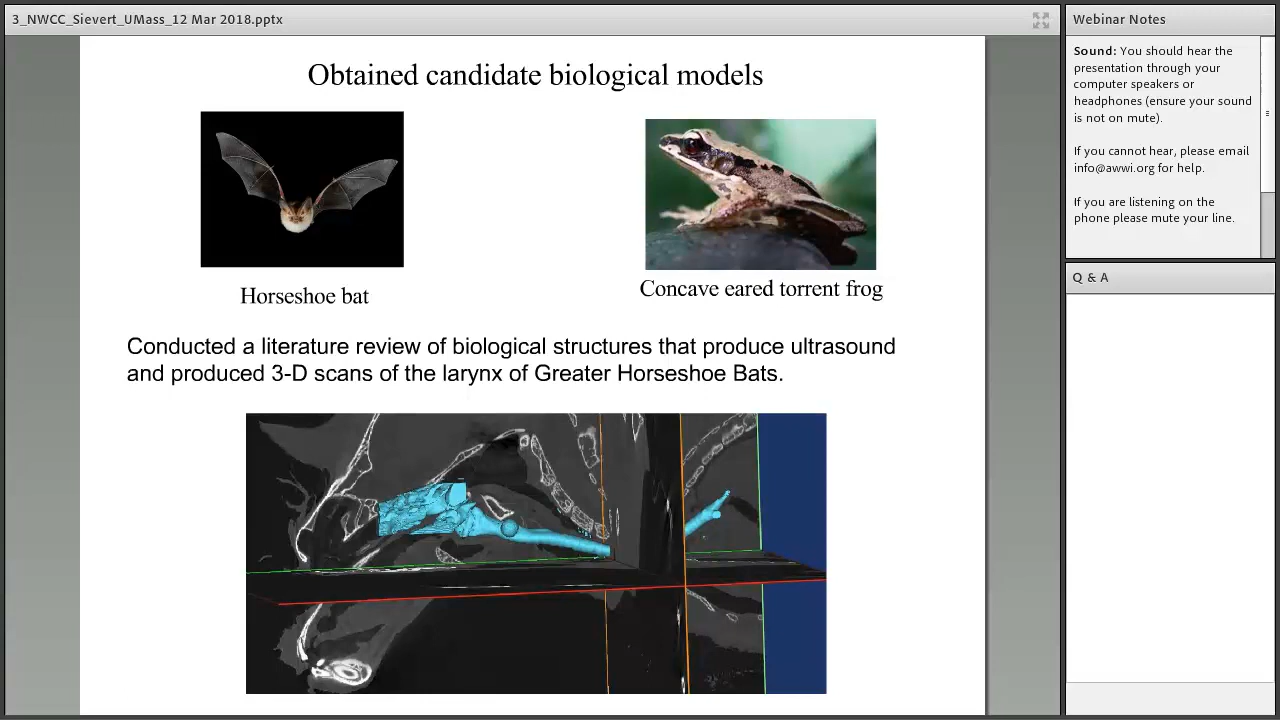 3_NWCC_Sievert_UMass_12 Mar 2018.pptx
Obtained candidate biological models
Horseshoe bat
Concave eared torrent frog
Conducted a literature review of biological structures that produce ultrasound
and produced 3-D scans of the larynx of Greater Horseshoe Bats.
Webinar Notes
Sound: You should hear the
presentation through your
computer speakers or
headphones (ensure your sound
is not on mute).
If you cannot hear, please email
info@awwi.org for help.
If you are listening on the
phone please mute your line.
Q & A